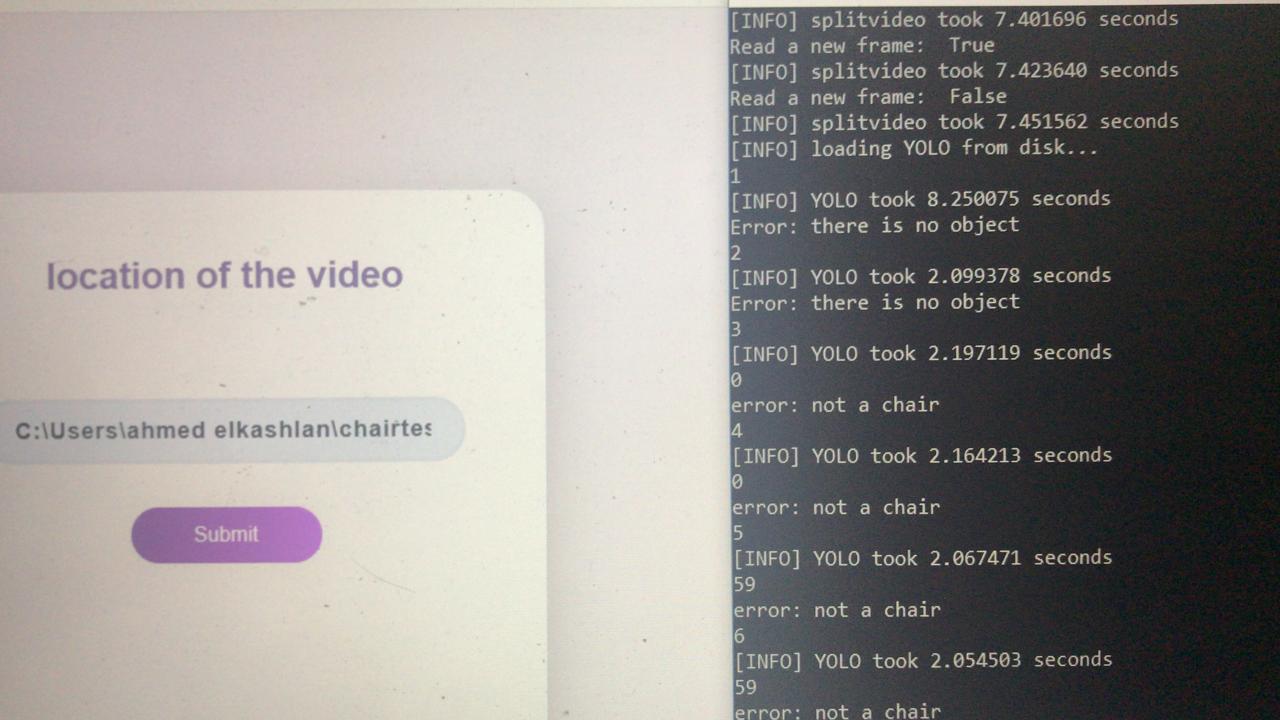 location of the video
C:\Users\ahmed elkashlan\chairtes
Submit
[INFO] splitvideo took 7.401696 seconds
Read a new frame:  True
[INFO] splitvideo took 7.423640 seconds
Read a new frame:  False
[INFO] splitvideo took 7.451562 seconds
[INFO] loading YOLO from disk...
1
[INFO] YOLO took 8.250075 seconds
Error: there is no object
2
[INFO] YOLO took 2.099378 seconds
Error: there is no object
3
[INFO] YOLO took 2.197119 seconds
0
error: not a chair
4
[INFO] YOLO took 2.164213 seconds
0
error: not a chair
5
[INFO] YOLO took 2.067471 seconds
59
error: not a chair
6
[INFO] YOLO took 2.054503 seconds
59
error: not a chair